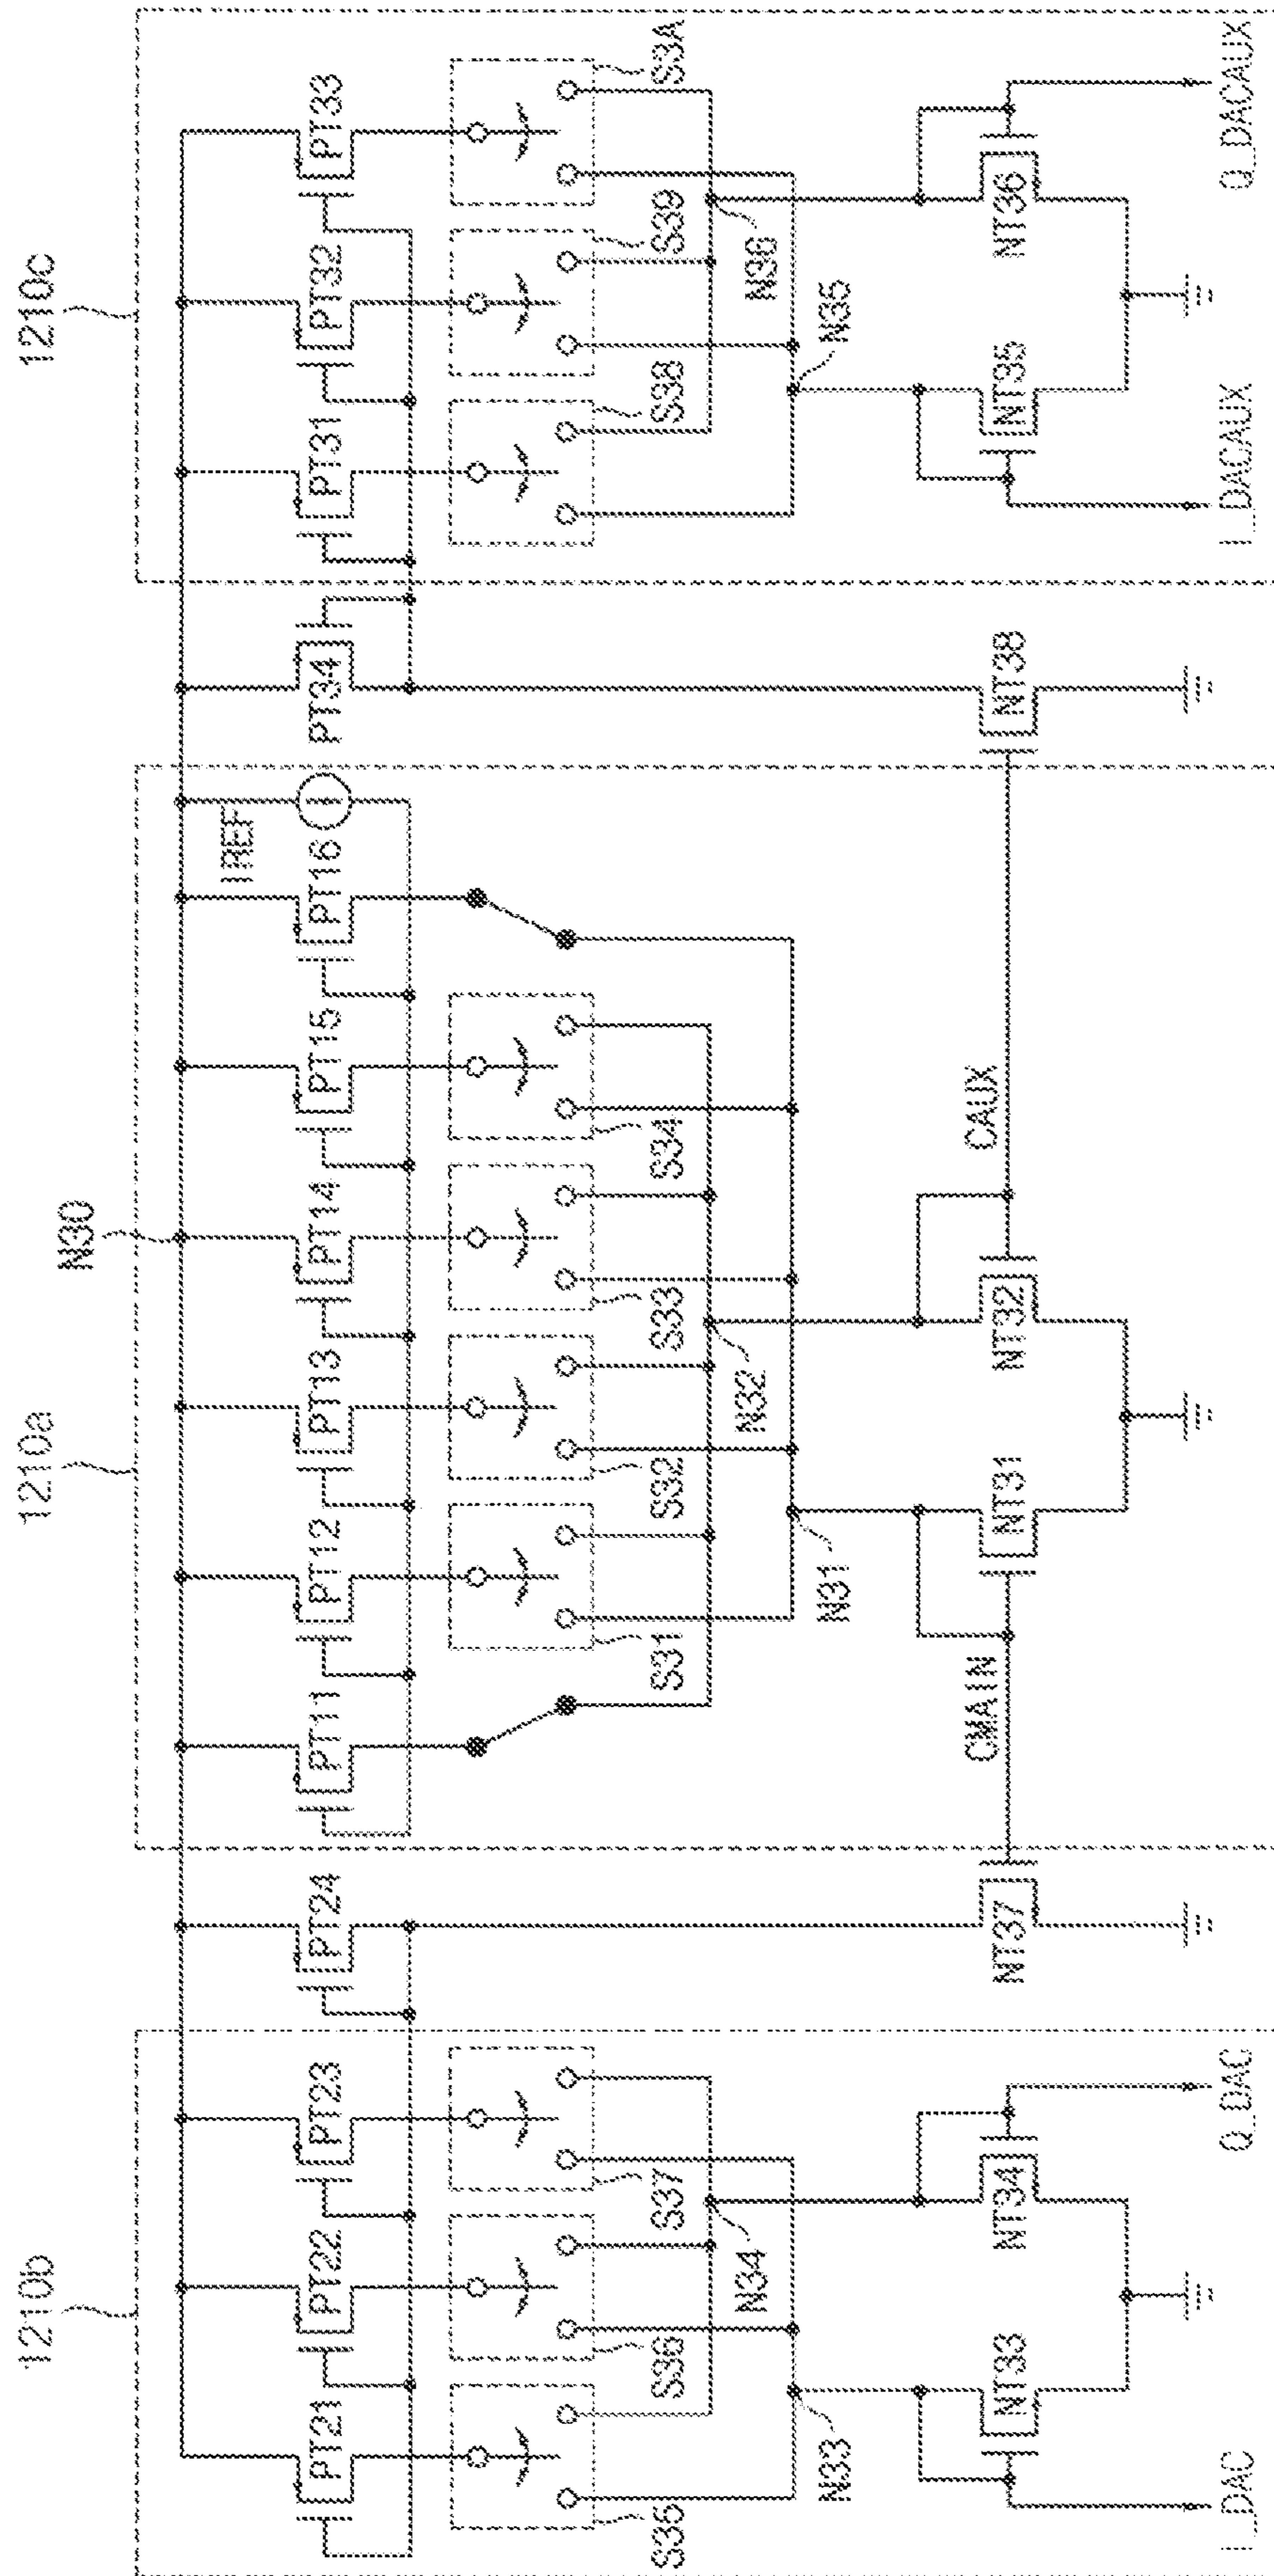 1210b
1210a
1210c
N30
PT21
PT22
PT23
PT24
PT11
PT12
PT13
PT14
PT15
PT16
IREF
PT34
PT31
PT32
PT33
S35
S36
S37
S31
S32
S33
S34
S38
S39
S3A
N33
N34
N31
N32
N35
N36
CMAIN
CAUX
NT33
NT34
NT37
NT31
NT32
NT38
NT35
NT36
I_DAC
Q_DAC
I_DACAUX
Q_DACAUX